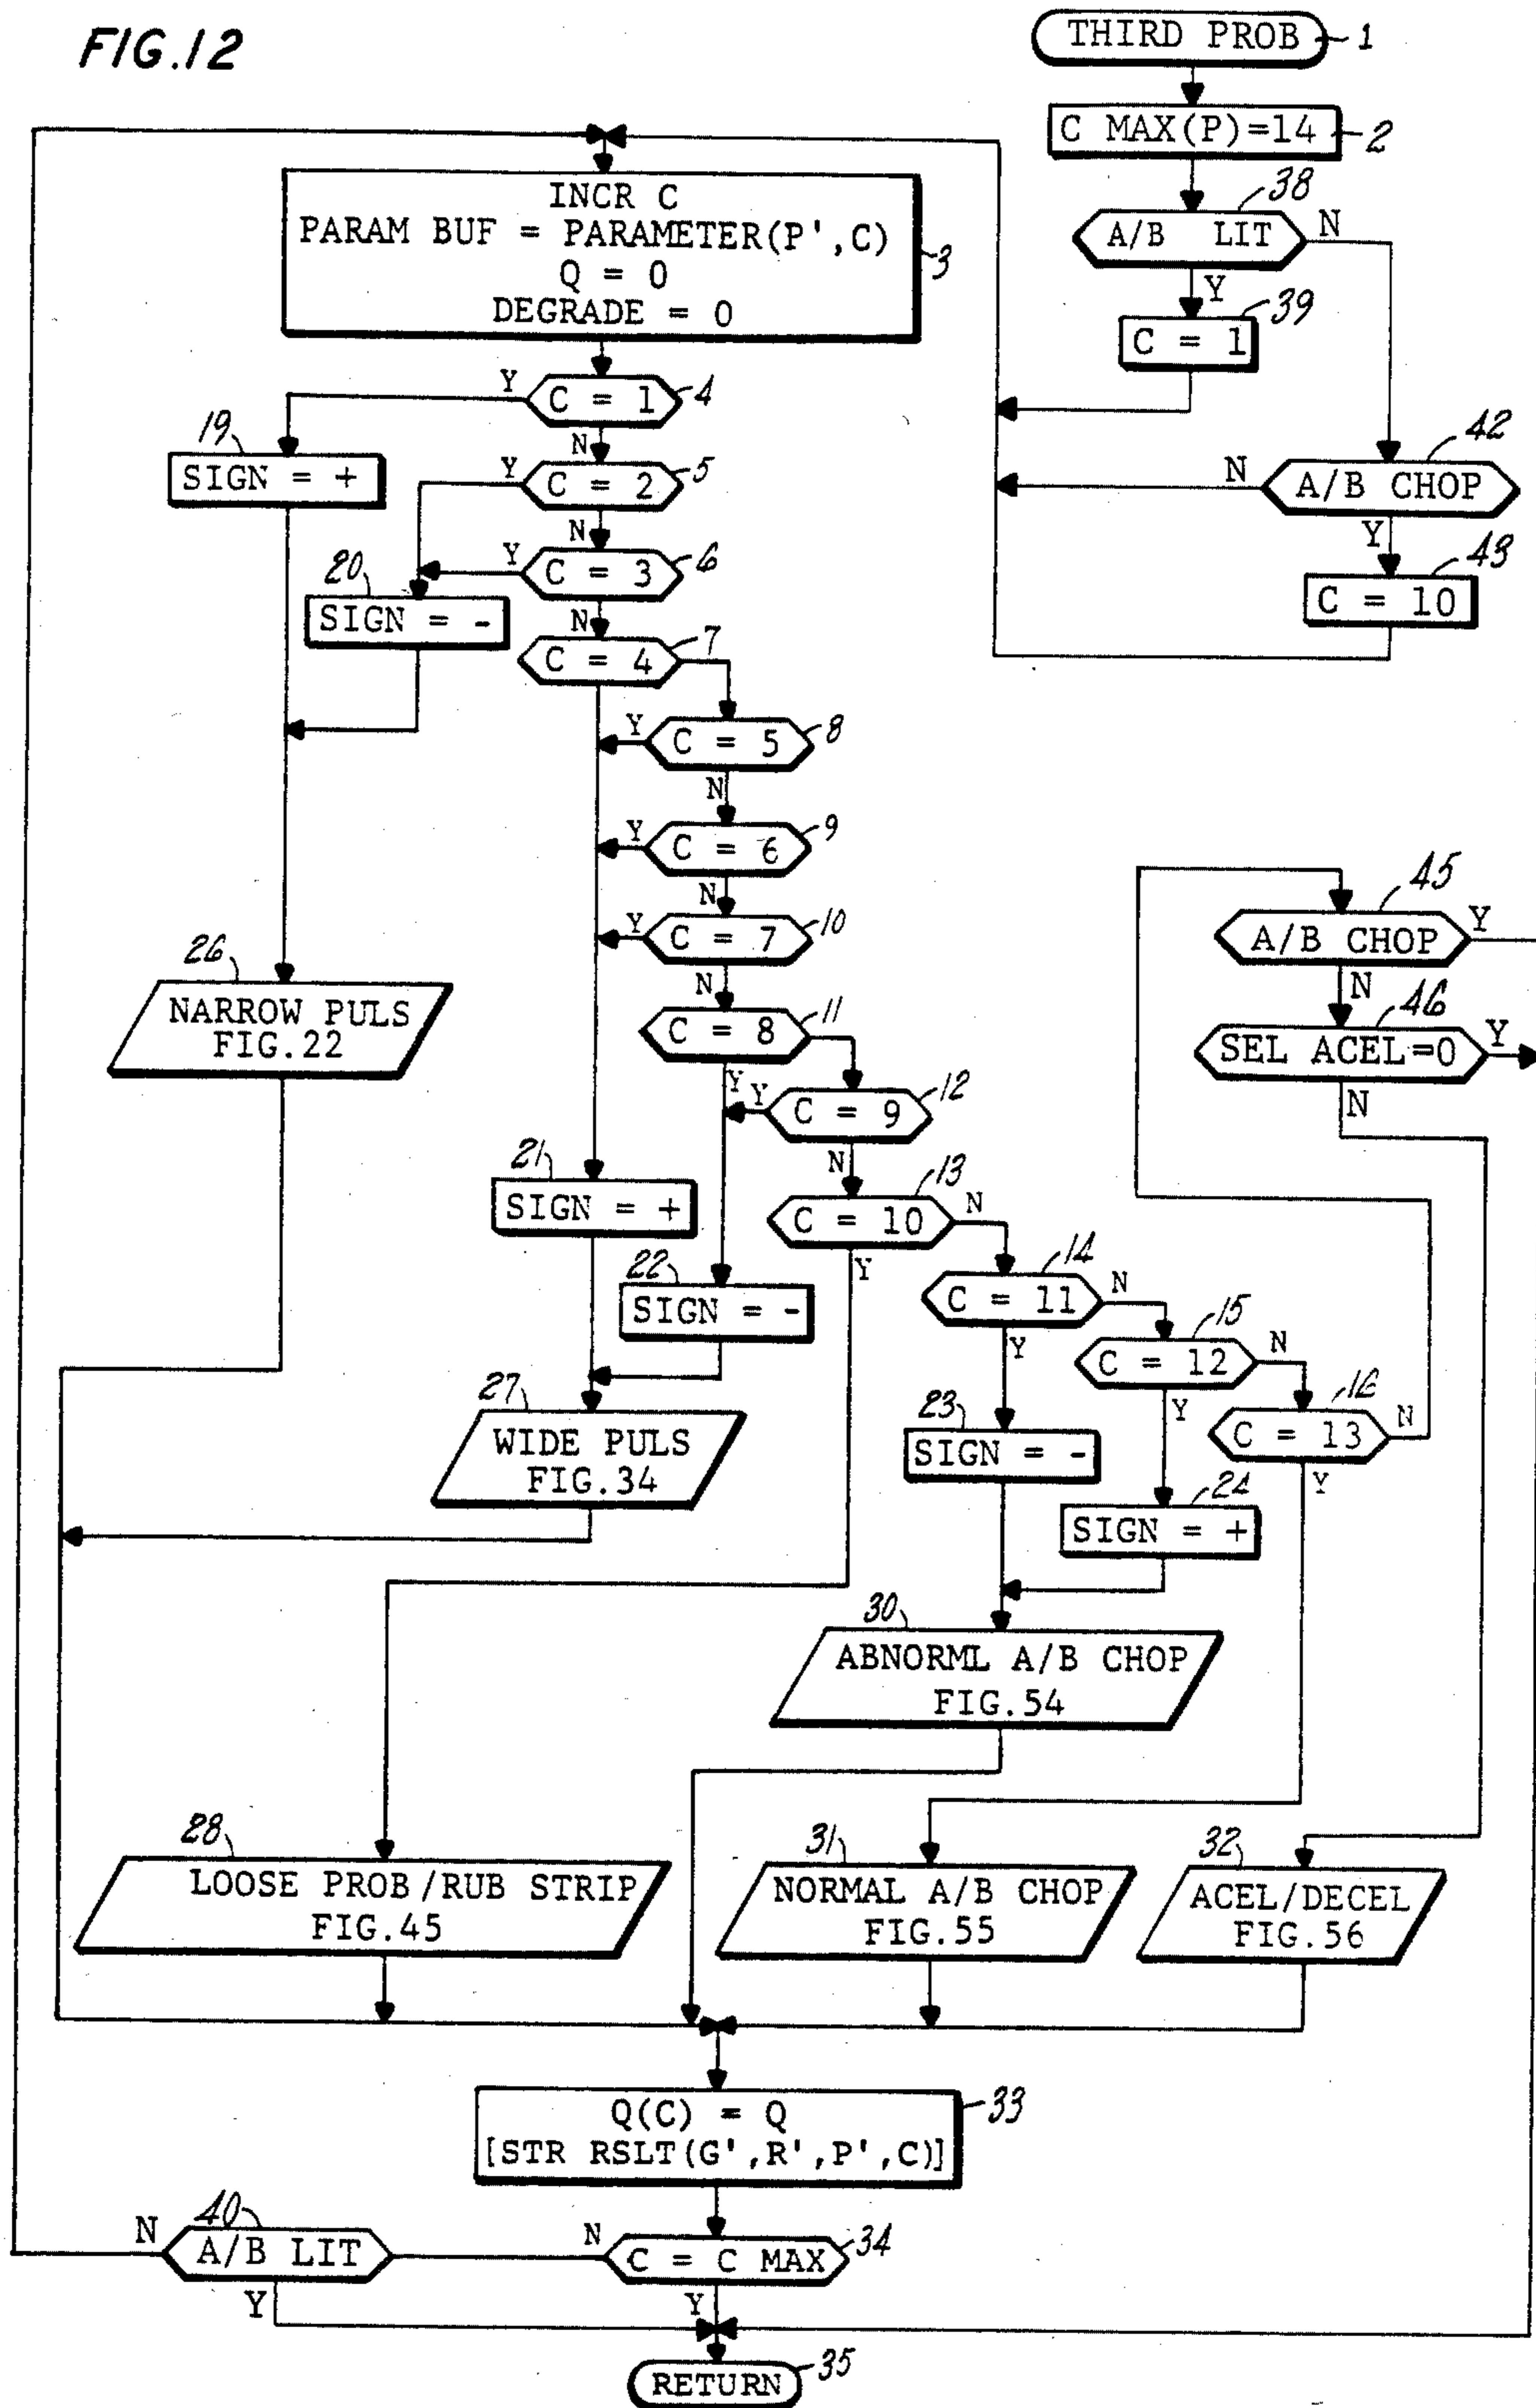 FIG.12
THIRD PROB
1
C MAX(P)=14
2
38
A/B LIT
N
Y
39
C = 1
INCR C
PARAM BUF = PARAMETER(P',C)
Q = 0
DEGRADE = 0
3
Y
C = 1
4
N
19
SIGN = +
Y
C = 2
5
N
42
N
A/B CHOP
Y
43
C = 10
Y
C = 3
6
N
20
SIGN = -
C = 4
7
Y
C = 5
8
N
Y
C = 6
9
N
Y
C = 7
10
N
C = 8
11
Y
Y
C = 9
12
N
45
A/B CHOP
Y
N
46
SEL ACEL=0
Y
N
26
NARROW PULS
FIG.22
21
SIGN = +
C = 10
13
N
Y
22
SIGN = -
C = 11
14
N
Y
C = 12
15
N
Y
C = 13
16
N
Y
27
WIDE PULS
FIG.34
23
SIGN = -
24
SIGN = +
30
ABNORML A/B CHOP
FIG.54
28
LOOSE PROB/RUB STRIP
FIG.45
31
NORMAL A/B CHOP
FIG.55
32
ACEL/DECEL
FIG.56
Q(C) = Q
[STR RSLT(G',R',P',C)]
33
N
40
A/B LIT
Y
N
C = C MAX
34
Y
RETURN
35